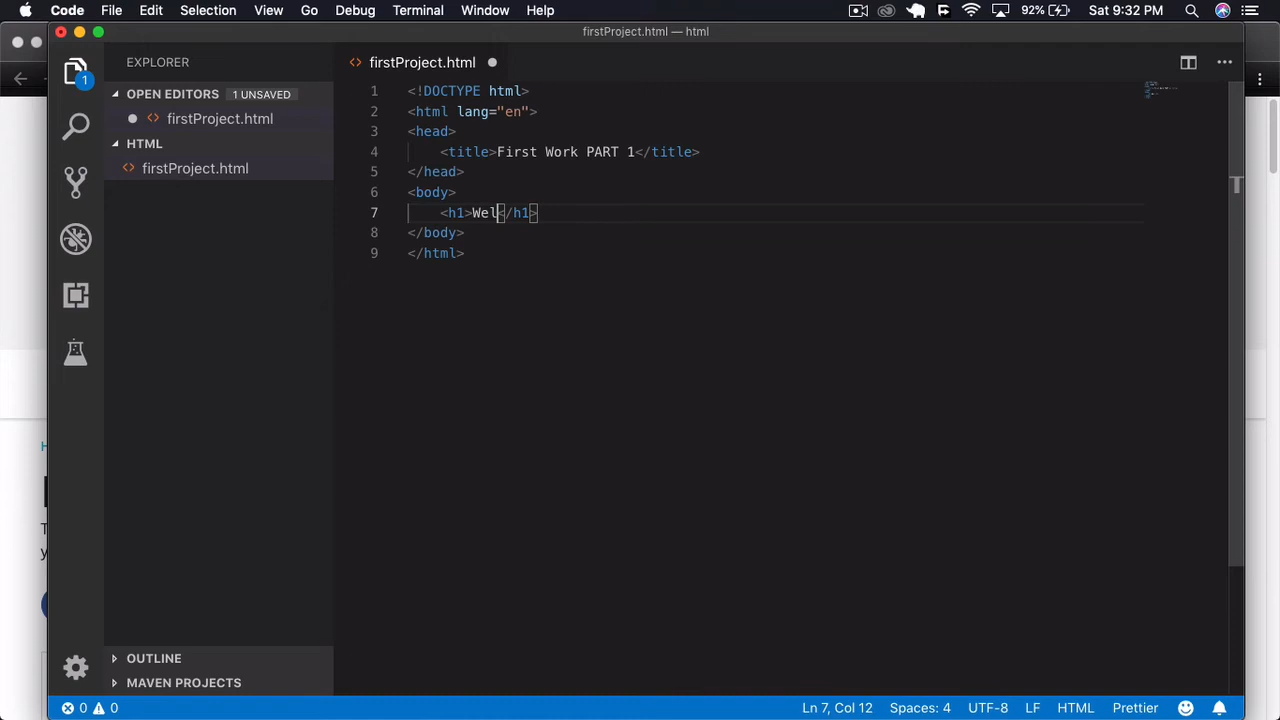 Code File Edit Selection View Go Debug Terminal Window Help 92% Sat 9:32 PM
firstProject.html — html
EXPLORER
firstProject.html
OPEN EDITORS 1 UNSAVED
firstProject.html
HTML
firstProject.html
1 <!DOCTYPE html>
2 <html lang="en">
3 <head>
4 <title>First Work PART 1</title>
5 </head>
6 <body>
7 <h1>Wel</h1>
8 </body>
9 </html>
1
OUTLINE
MAVEN PROJECTS
0 0 Ln 7, Col 12 Spaces: 4 UTF-8 LF HTML Prettier